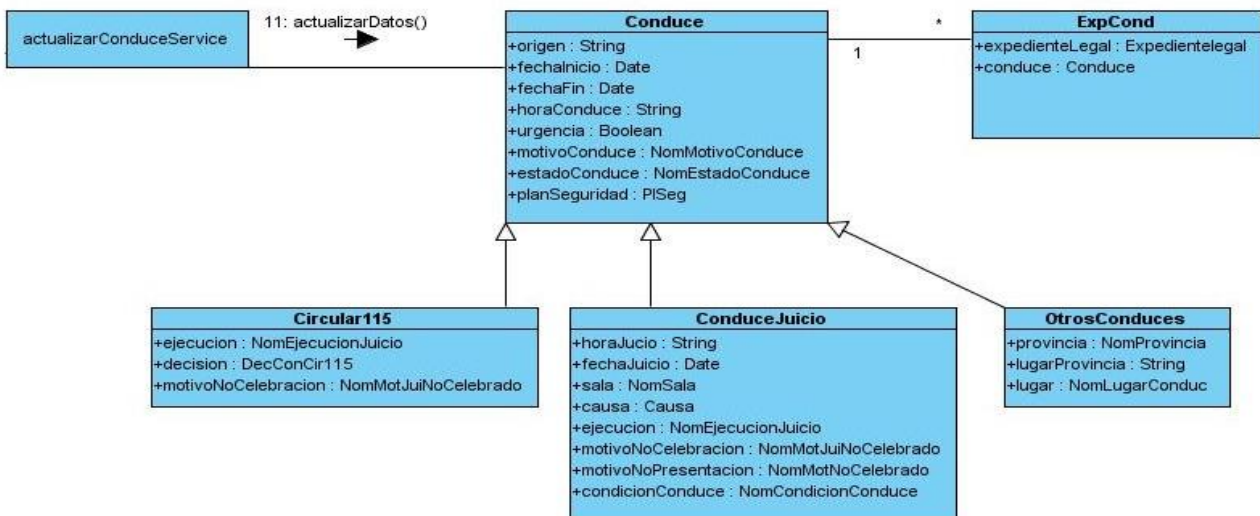 actualizarConduceService
11: actualizarDatos()
Conduce
+origen : String
+fechaInicio : Date
+fechaFin : Date
+horaConduce : String
+urgencia : Boolean
+motivoConduce : NomMotivoConduce
+estadoConduce : NomEstadoConduce
+planSeguridad : PlSeg
1
*
ExpCond
+expedienteLegal : Expedientelegal
+conduce : Conduce
Circular115
+ejecucion : NomEjecucionJuicio
+decision : DecConCir115
+motivoNoCelebracion : NomMotJuiNoCelebrado
ConduceJuicio
+horaJucio : String
+fechaJuicio : Date
+sala : NomSala
+causa : Causa
+ejecucion : NomEjecucionJuicio
+motivoNoCelebracion : NomMotJuiNoCelebrado
+motivoNoPresentacion : NomMotNoCelebrado
+condicionConduce : NomCondicionConduce
OtrosConduces
+provincia : NomProvincia
+lugarProvincia : String
+lugar : NomLugarConduc